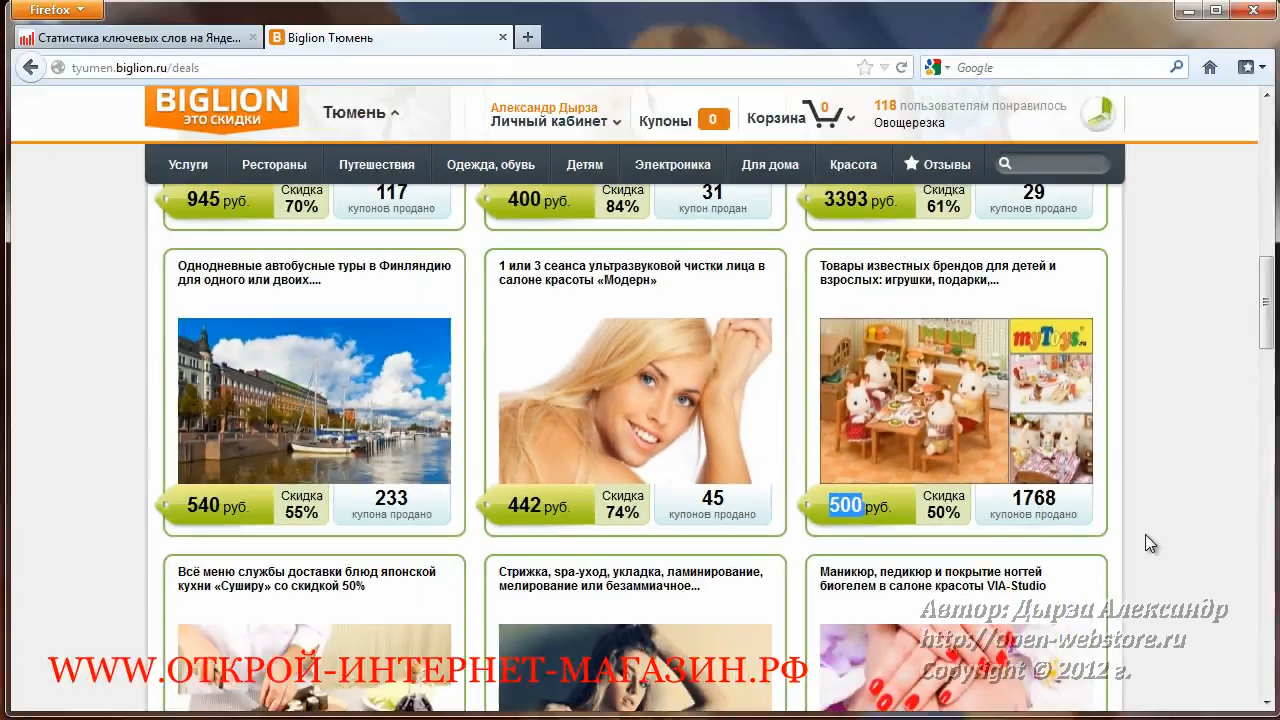 Firefox
Статистика ключевых слов на Янде...
Biglion Тюмень
tyumen.biglion.ru/deals
Google
BIGLION
ЭТО СКИДКИ
Тюмень
Александр Дырза
Личный кабинет
Купоны 0
Корзина 0
118 пользователям понравилось
Овощерезка
Услуги Рестораны Путешествия Одежда, обувь Детям Электроника Для дома Красота Отзывы
945 руб. Скидка 70% 117 купонов продано
400 руб. Скидка 84% 31 купон продан
3393 руб. Скидка 61% 29 купонов продано
Однодневные автобусные туры в Финляндию
для одного или двоих....
540 руб. Скидка 55% 233 купона продано
1 или 3 сеанса ультразвуковой чистки лица в
салоне красоты «Модерн»
442 руб. Скидка 74% 45 купонов продано
Товары известных брендов для детей и
взрослых: игрушки, подарки,...
myToys.ru
500 руб. Скидка 50% 1768 купонов продано
Всё меню службы доставки блюд японской
кухни «Суширу» со скидкой 50%
Стрижка, spa-уход, укладка, ламинирование,
мелирование или безаммиачное...
Маникюр, педикюр и покрытие ногтей
биогелем в салоне красоты VIA-Studio
Автор: Дырза Александр
http://open-webstore.ru
Copyright © 2012 г.
WWW.ОТКРОЙ-ИНТЕРНЕТ-МАГАЗИН.РФ